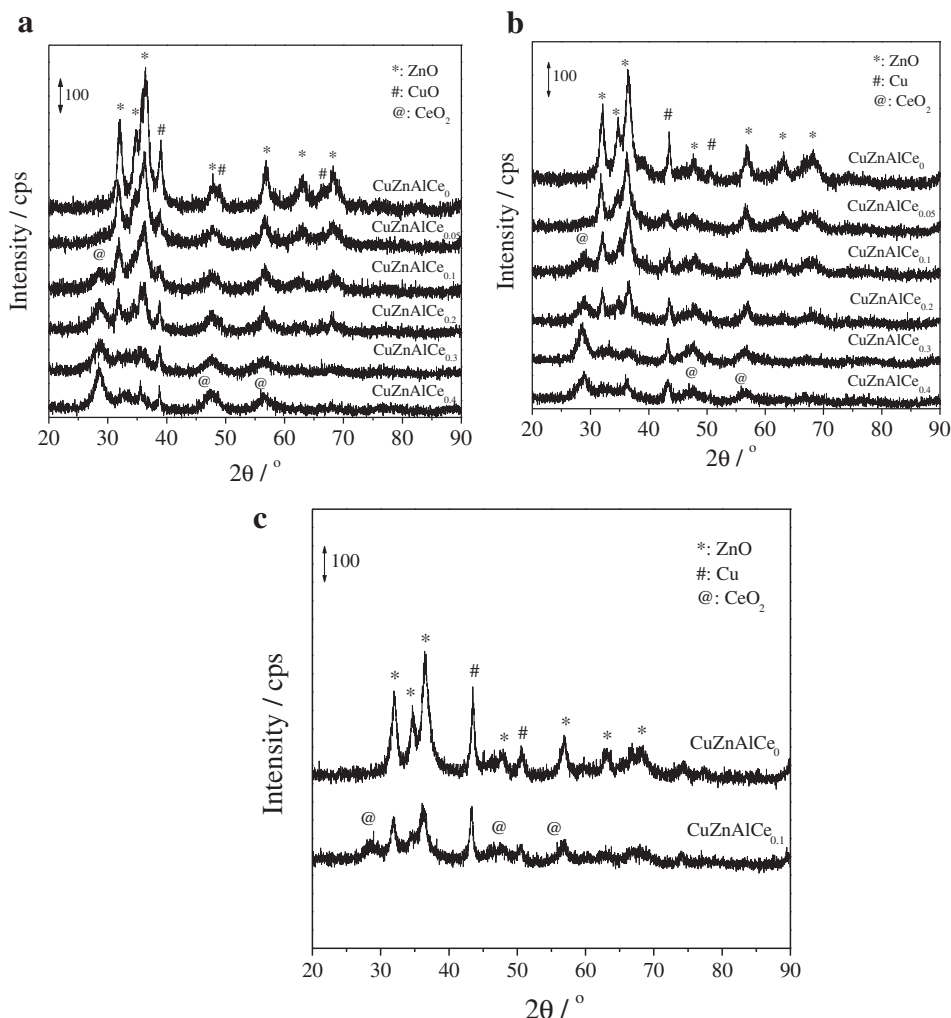 a
100
*: ZnO
#: CuO
@: CeO2
*
*
*
#
*
#
*
*
#
*
CuZnAlCe0
CuZnAlCe0.05
@
CuZnAlCe0.1
CuZnAlCe0.2
CuZnAlCe0.3
@
@
CuZnAlCe0.4
Intensity / cps
20 30 40 50 60 70 80 90
2θ / °
b
100
*: ZnO
#: Cu
@: CeO2
*
*
*
#
*
#
*
*
*
CuZnAlCe0
CuZnAlCe0.05
@
CuZnAlCe0.1
CuZnAlCe0.2
CuZnAlCe0.3
@
@
CuZnAlCe0.4
Intensity / cps
20 30 40 50 60 70 80 90
2θ / °
c
100
*: ZnO
#: Cu
@: CeO2
*
*
*
#
*
#
*
*
*
CuZnAlCe0
@
@
@
CuZnAlCe0.1
Intensity / cps
20 30 40 50 60 70 80 90
2θ / °